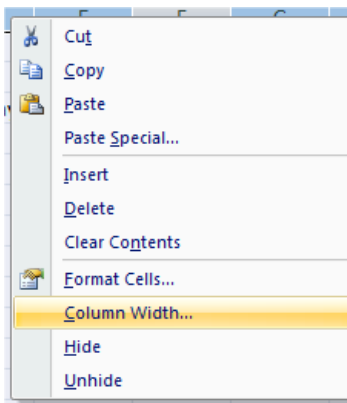 Cut
Copy
Paste
Paste Special...
Insert
Delete
Clear Contents
Format Cells...
Column Width...
Hide
Unhide